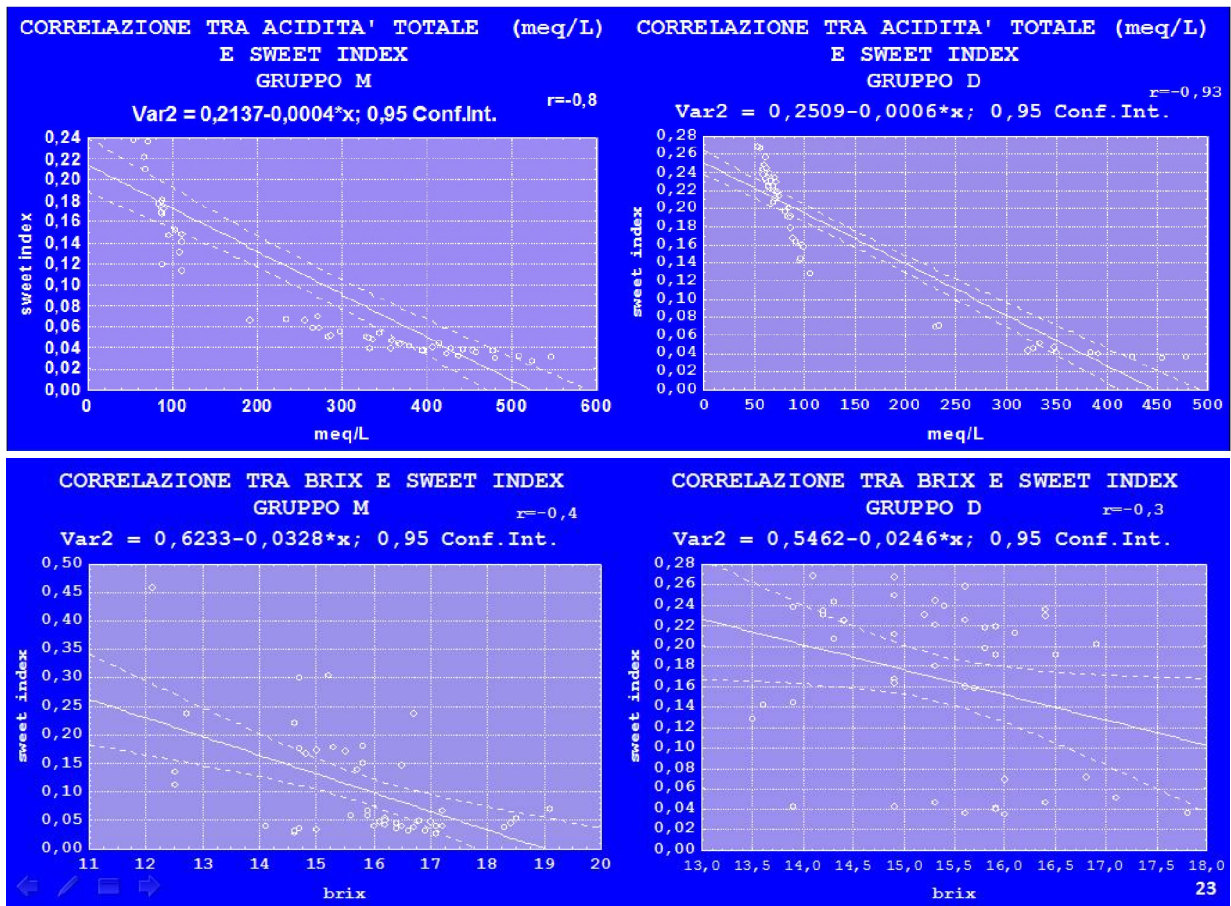 CORRELAZIONE TRA ACIDITA' TOTALE (meq/L)
E SWEET INDEX
GRUPPO M
r=-0,8
Var2 = 0,2137-0,0004*x; 0,95 Conf.Int.
0,24
0,22
0,20
0,18
0,16
0,14
0,12
0,10
0,08
0,06
0,04
0,02
0,00
sweet index
0 100 200 300 400 500 600
meq/L
CORRELAZIONE TRA ACIDITA' TOTALE (meq/L)
E SWEET INDEX
GRUPPO D
r=-0,93
Var2 = 0,2509-0,0006*x; 0,95 Conf.Int.
0,28
0,26
0,24
0,22
0,20
0,18
0,16
0,14
0,12
0,10
0,08
0,06
0,04
0,02
0,00
sweet index
0 50 100 150 200 250 300 350 400 450 500
meq/L
CORRELAZIONE TRA BRIX E SWEET INDEX
GRUPPO M
r=-0,4
Var2 = 0,6233-0,0328*x; 0,95 Conf.Int.
0,50
0,45
0,40
0,35
0,30
0,25
0,20
0,15
0,10
0,05
0,00
sweet index
11 12 13 14 15 16 17 18 19 20
brix
CORRELAZIONE TRA BRIX E SWEET INDEX
GRUPPO D
r=-0,3
Var2 = 0,5462-0,0246*x; 0,95 Conf.Int.
0,28
0,26
0,24
0,22
0,20
0,18
0,16
0,14
0,12
0,10
0,08
0,06
0,04
0,02
0,00
sweet index
13,0 13,5 14,0 14,5 15,0 15,5 16,0 16,5 17,0 17,5 18,0
brix
23